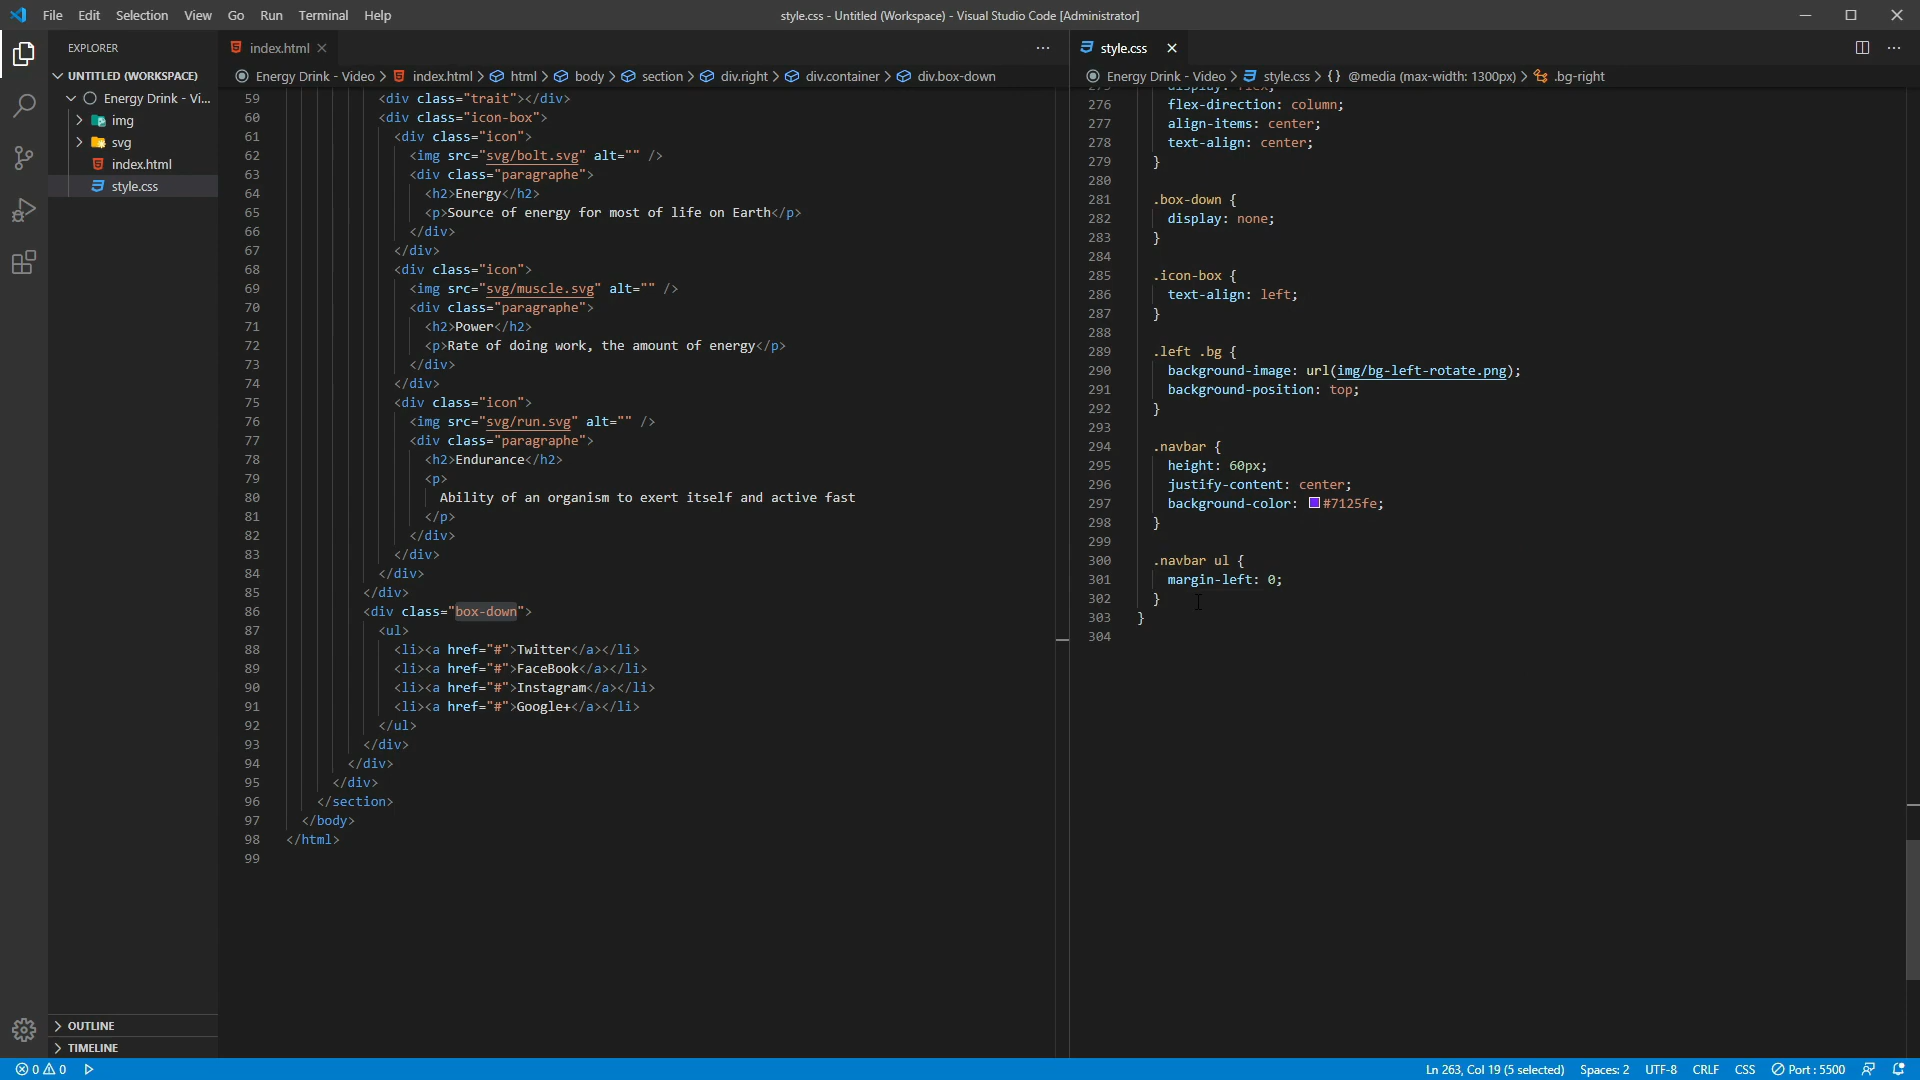 File Edit Selection View Go Run Terminal Help
style.css - Untitled (Workspace) - Visual Studio Code [Administrator]
EXPLORER
UNTITLED (WORKSPACE)
Energy Drink - Vi...
img
svg
index.html
style.css
OUTLINE
TIMELINE
index.html
Energy Drink - Video > index.html > html > body > section > div.right > div.container > div.box-down
59 <div class="trait"></div>
60 <div class="icon-box">
61 <div class="icon">
62 <img src="svg/bolt.svg" alt="" />
63 <div class="paragraphe">
64 <h2>Energy</h2>
65 <p>Source of energy for most of life on Earth</p>
66 </div>
67 </div>
68 <div class="icon">
69 <img src="svg/muscle.svg" alt="" />
70 <div class="paragraphe">
71 <h2>Power</h2>
72 <p>Rate of doing work, the amount of energy</p>
73 </div>
74 </div>
75 <div class="icon">
76 <img src="svg/run.svg" alt="" />
77 <div class="paragraphe">
78 <h2>Endurance</h2>
79 <p>
80 Ability of an organism to exert itself and active fast
81 </p>
82 </div>
83 </div>
84 </div>
85 </div>
86 <div class="box-down">
87 <ul>
88 <li><a href="#">Twitter</a></li>
89 <li><a href="#">FaceBook</a></li>
90 <li><a href="#">Instagram</a></li>
91 <li><a href="#">Google+</a></li>
92 </ul>
93 </div>
94 </div>
95 </div>
96 </section>
97 </body>
98 </html>
99
style.css
Energy Drink - Video > style.css > {} @media (max-width: 1300px) > .bg-right
275 display: flex;
276 flex-direction: column;
277 align-items: center;
278 text-align: center;
279 }
280
281 .box-down {
282 display: none;
283 }
284
285 .icon-box {
286 text-align: left;
287 }
288
289 .left .bg {
290 background-image: url(img/bg-left-rotate.png);
291 background-position: top;
292 }
293
294 .navbar {
295 height: 60px;
296 justify-content: center;
297 background-color: #7125fe;
298 }
299
300 .navbar ul {
301 margin-left: 0;
302 }
303 }
304
0 0
Ln 263, Col 19 (5 selected) Spaces: 2 UTF-8 CRLF CSS Port : 5500